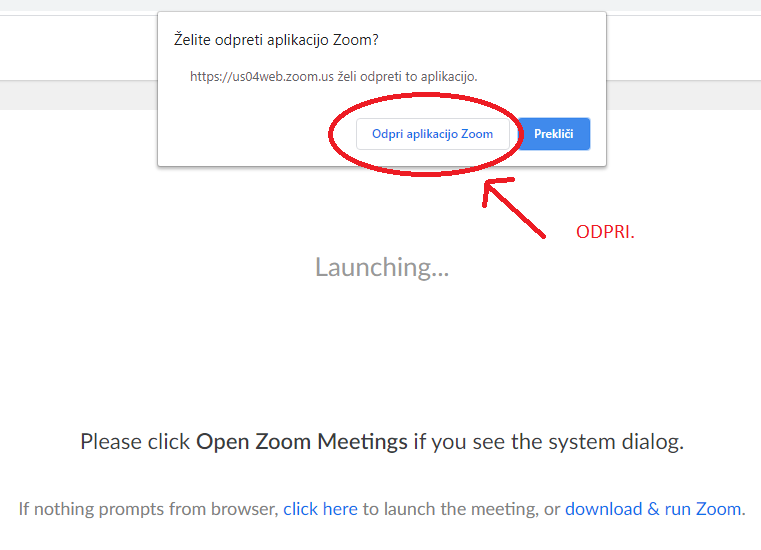 Želite odpreti aplikacijo Zoom?
https://us04web.zoom.us želi odpreti to aplikacijo.
Odpri aplikacijo Zoom Prekliči
ODPRI.
Launching...
Please click Open Zoom Meetings if you see the system dialog.
If nothing prompts from browser, click here to launch the meeting, or download & run Zoom.